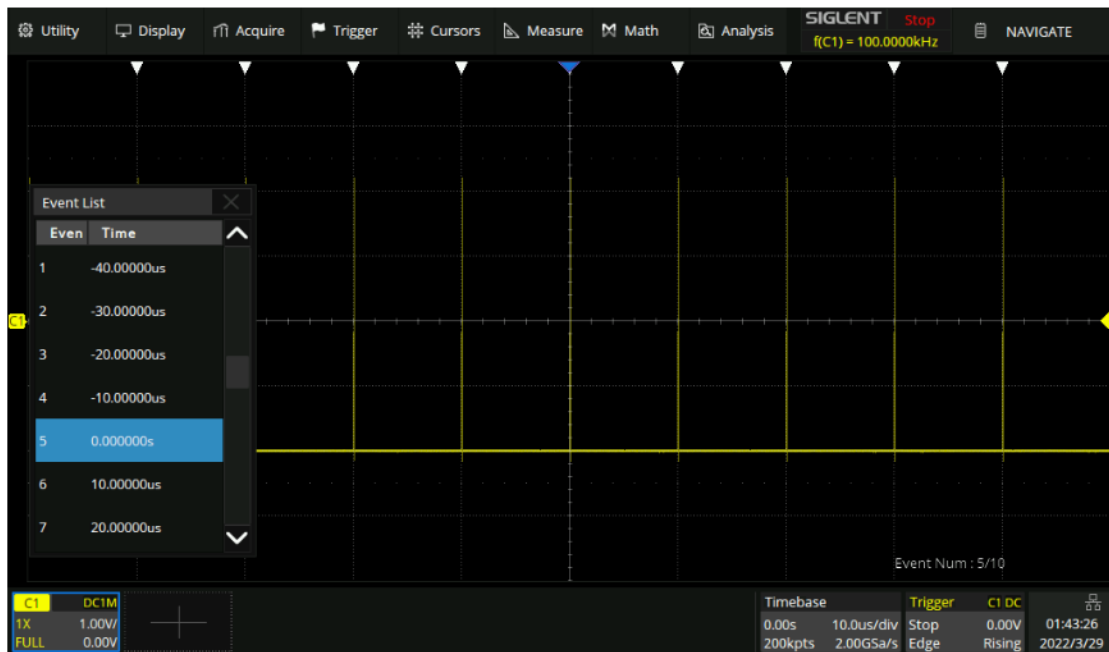 Utility Display Acquire Trigger Cursors Measure Math Analysis SIGLENT Stop NAVIGATE
f(C1) = 100.0000kHz
Event List
Even Time
1 -40.00000us
2 -30.00000us
C1
3 -20.00000us
4 -10.00000us
5 0.000000s
6 10.00000us
7 20.00000us
Event Num : 5/10
C1 DC1M
1X 1.00V/
FULL 0.00V
Timebase
0.00s 10.0us/div
200kpts 2.00GSa/s
Trigger C1 DC
Stop 0.00V
Edge Rising
01:43:26
2022/3/29